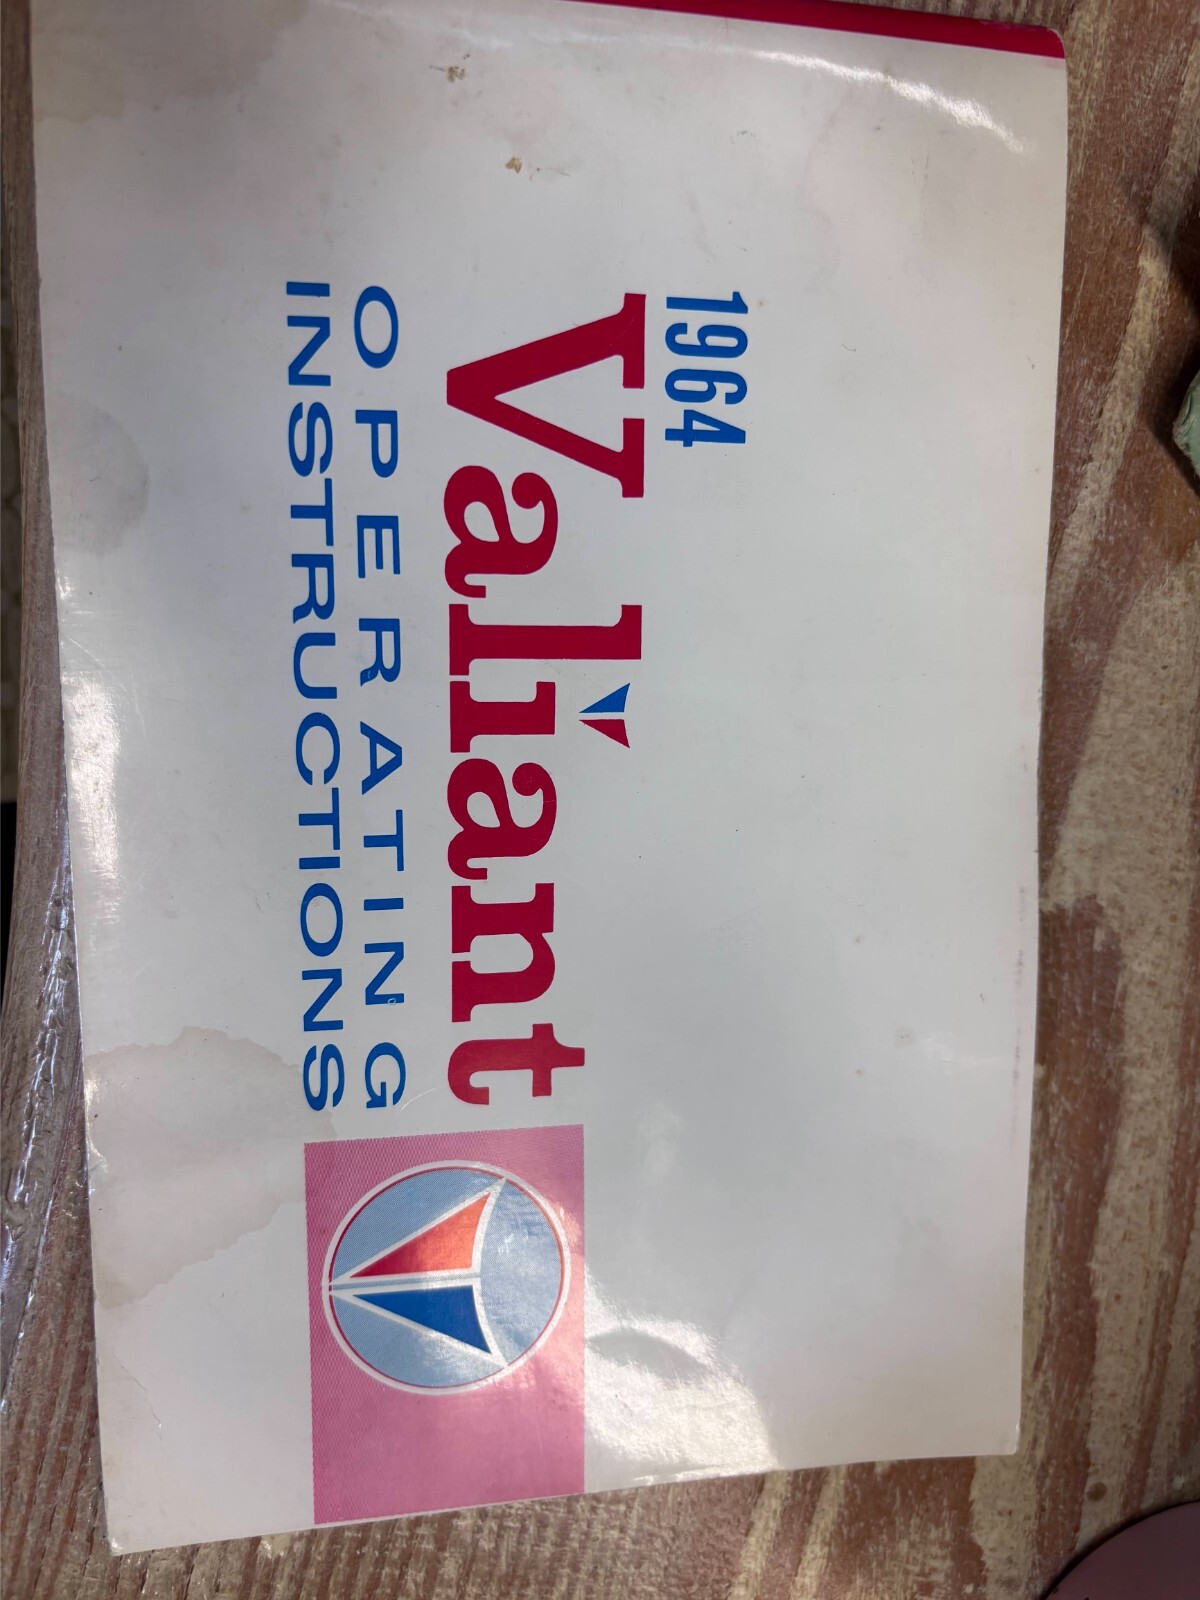 1964
Valiant
OPERATING
INSTRUCTIONS